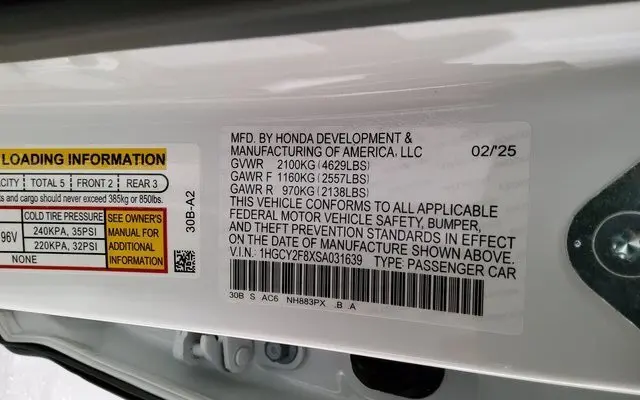 LOADING INFORMATION
CITY TOTAL 5 FRONT 2 REAR 3
ts and cargo should never exceed 385kg or 850lbs.
COLD TIRE PRESSURE
96V
240KPA, 35PSI
220KPA, 32PSI
NONE
SEE OWNER'S
MANUAL FOR
ADDITIONAL
INFORMATION
30B-A2
MFD. BY HONDA DEVELOPMENT &
MANUFACTURING OF AMERICA, LLC 02/'25
GVWR 2100KG (4629LBS)
GAWR F 1160KG (2557LBS)
GAWR R 970KG (2138LBS)
THIS VEHICLE CONFORMS TO ALL APPLICABLE
FEDERAL MOTOR VEHICLE SAFETY, BUMPER,
AND THEFT PREVENTION STANDARDS IN EFFECT
ON THE DATE OF MANUFACTURE SHOWN ABOVE.
V.I.N. : 1HGCY2F8XSA031639 TYPE PASSENGER CAR
30B S AC6 NH883PX .B .A